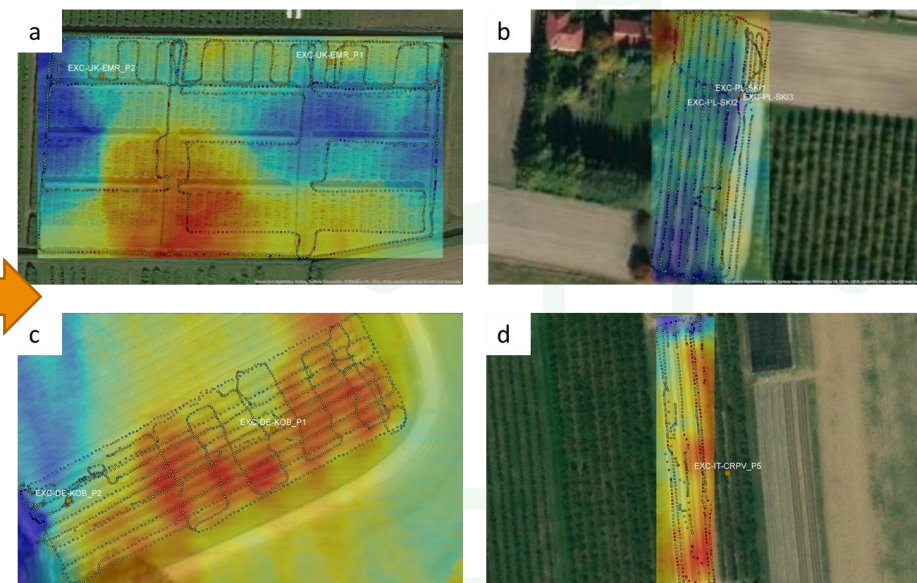 a
EXC-UK-EMR_P1
EXC-UK-EMR_P2
b
EXC-PL-SKI1
EXC-PL-SKI3
EXC-PL-SKI2
c
EXC-DE-KOB_P1
EXC-DE-KOB_P2
d
EXC-IT-CRPV_P5